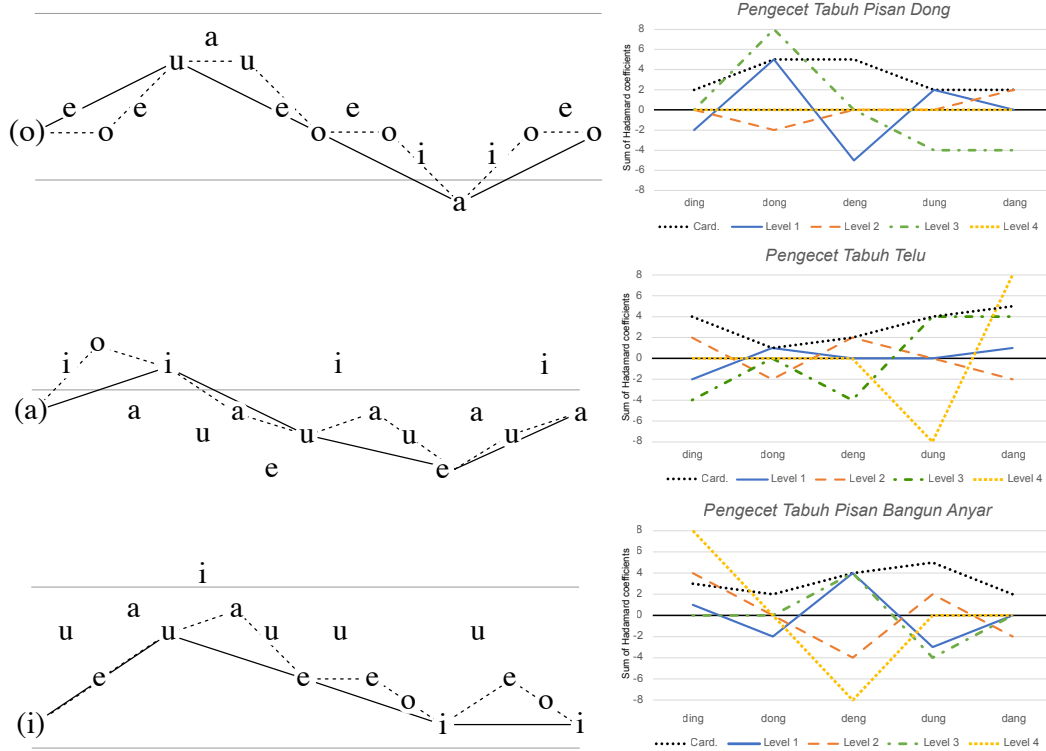 a
u u
e e e e e
(o) o o o o o
i i
a
Pengecet Tabuh Pisan Dong
Sum of Hadamard coefficients
8
6
4
2
0
-2
-4
-6
-8
ding dong deng dung dang
Card. Level 1 Level 2 Level 3 Level 4
o
i i i i
(a) a a a a a
u u u u
e e
Pengecet Tabuh Telu
Sum of Hadamard coefficients
8
6
4
2
0
-2
-4
-6
-8
ding dong deng dung dang
Card. Level 1 Level 2 Level 3 Level 4
i
a a
u u u u u
e e e e
o o
(i) i i
Pengecet Tabuh Pisan Bangun Anyar
Sum of Hadamard coefficients
8
6
4
2
0
-2
-4
-6
-8
ding dong deng dung dang
Card. Level 1 Level 2 Level 3 Level 4